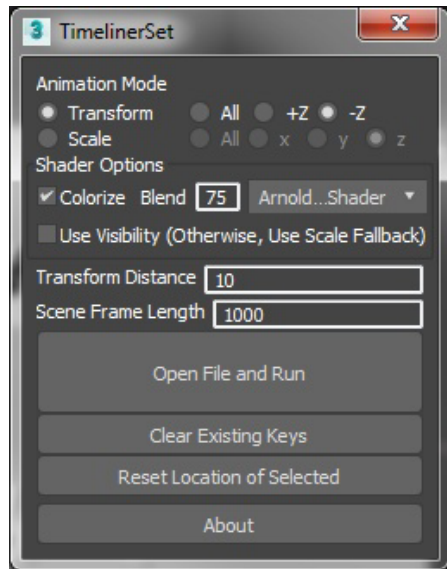 3 TimelinerSet
Animation Mode
Transform All +Z -Z
Scale All x y z
Shader Options
Colorize Blend 75 Arnold...Shader
Use Visibility (Otherwise, Use Scale Fallback)
Transform Distance 10
Scene Frame Length 1000
Open File and Run
Clear Existing Keys
Reset Location of Selected
About